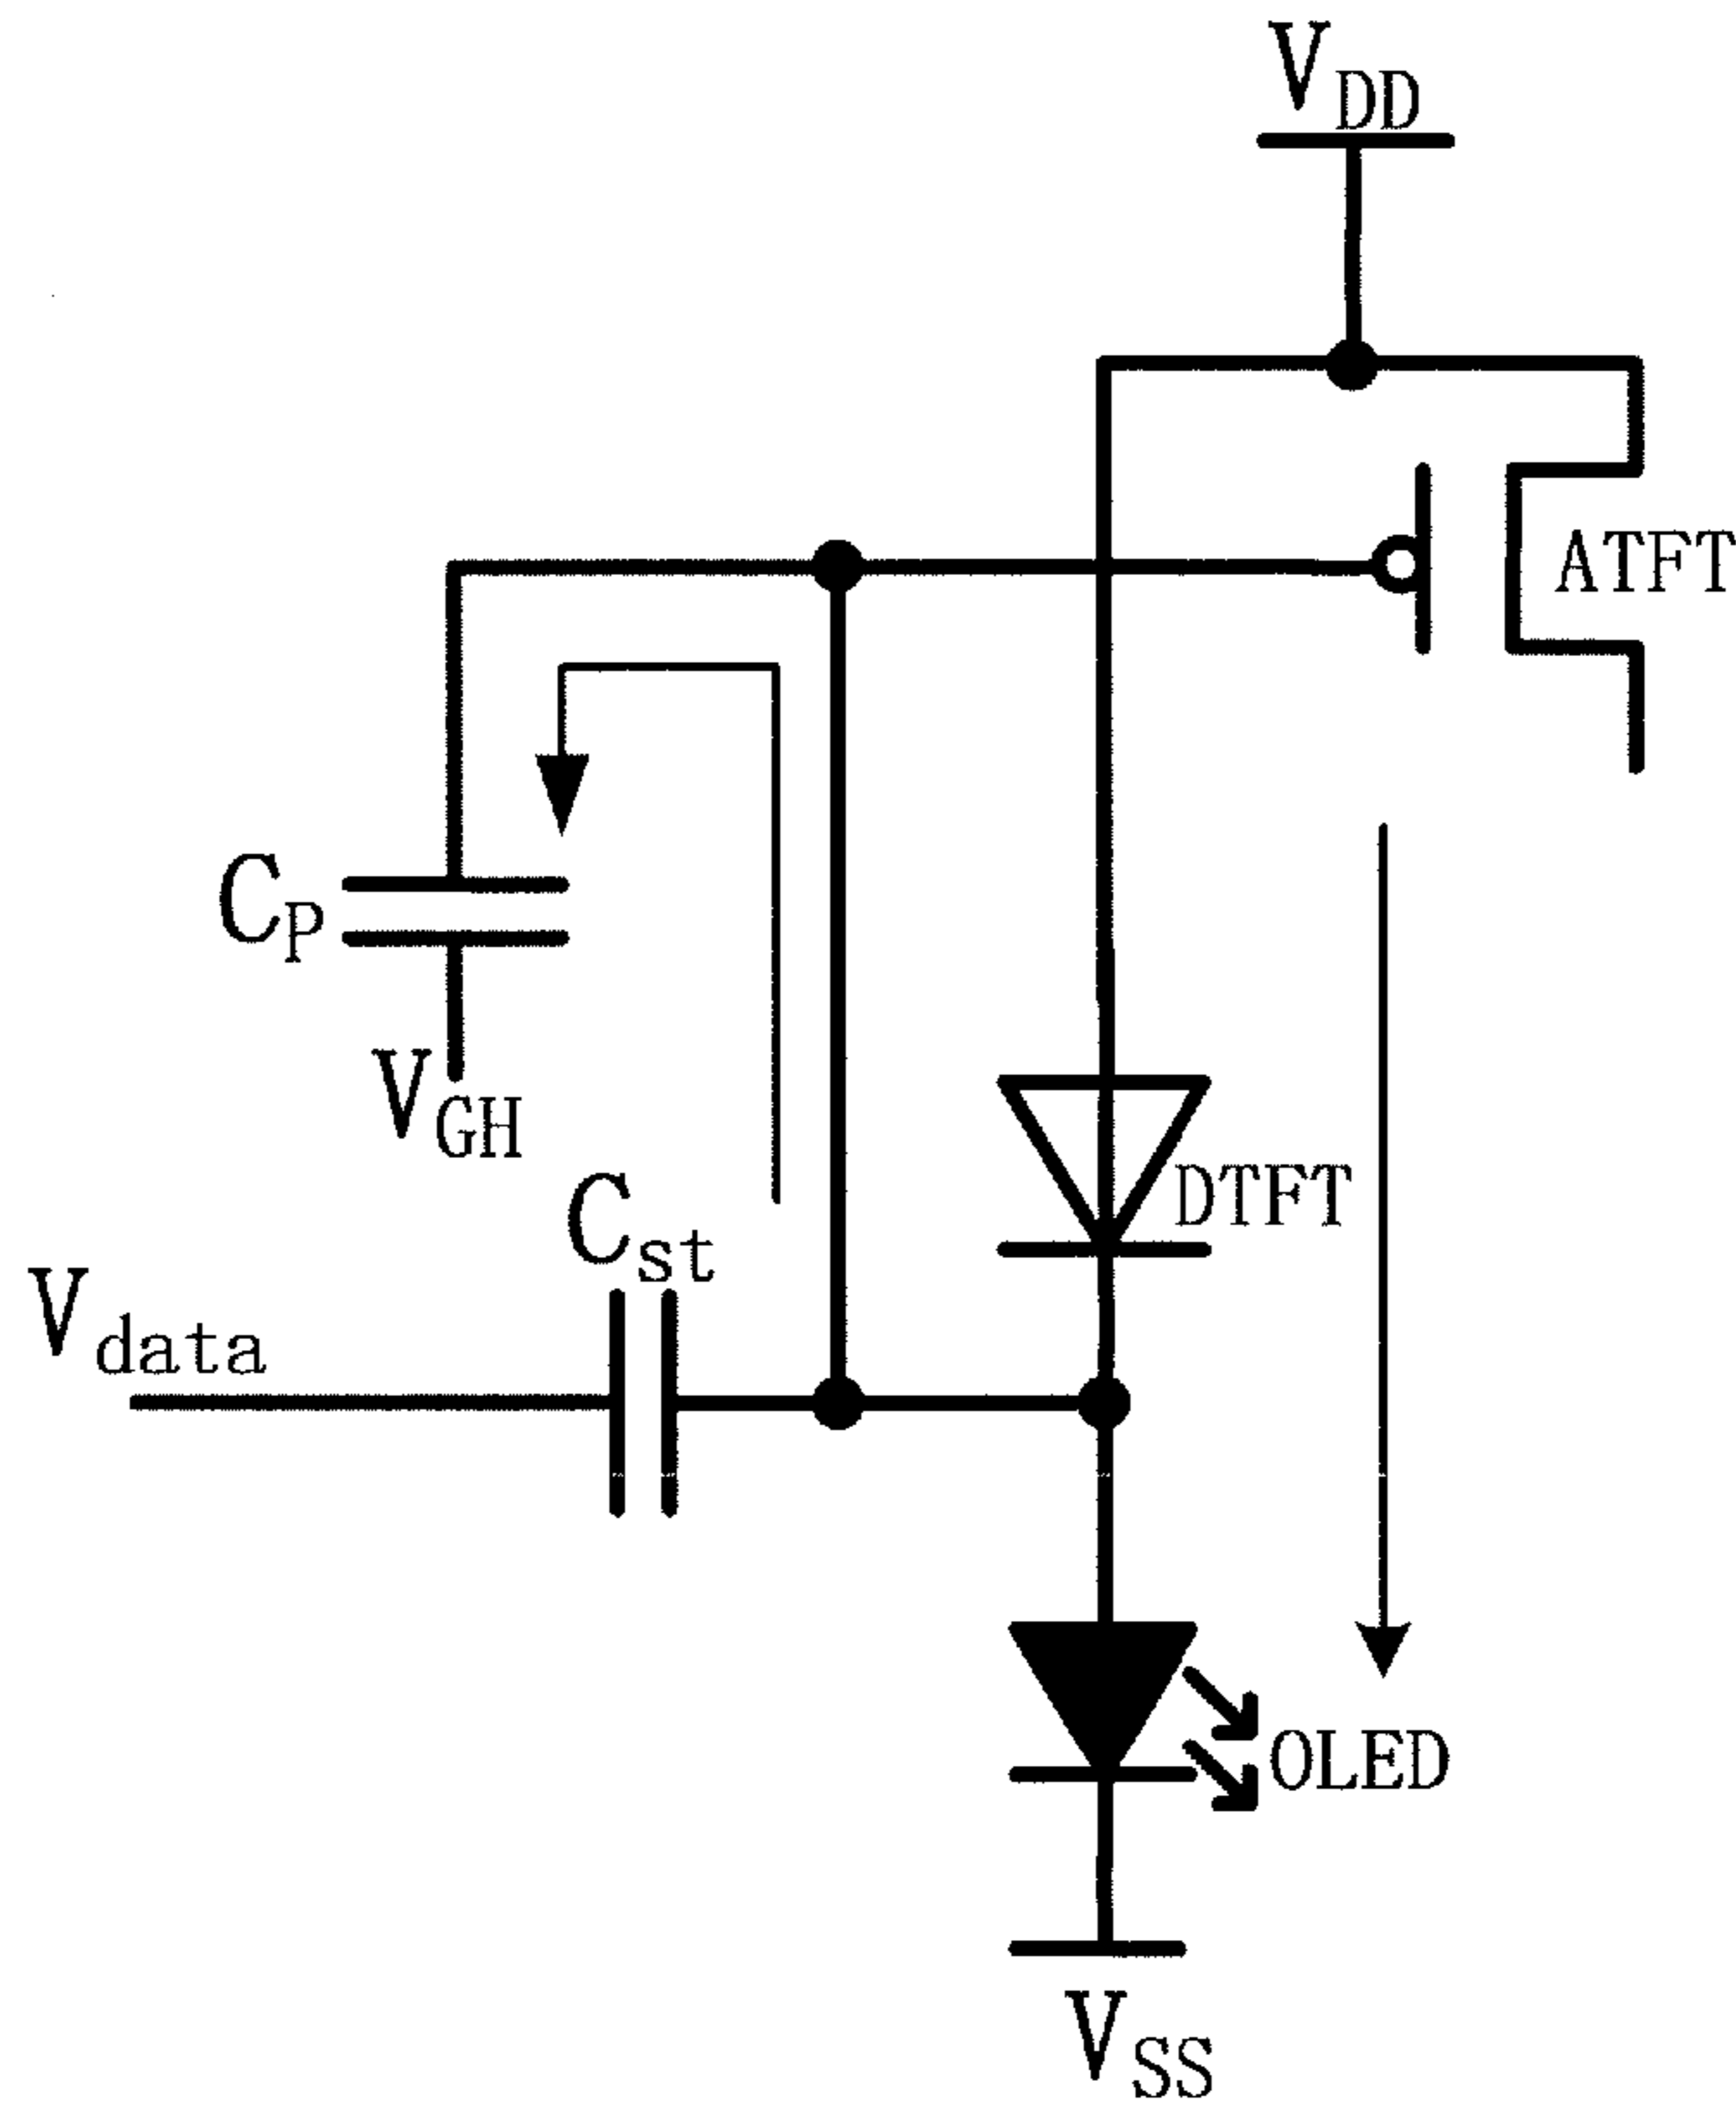 VDD
ATFT
CP
VGH
DTFT
Cst
Vdata
OLED
VSS